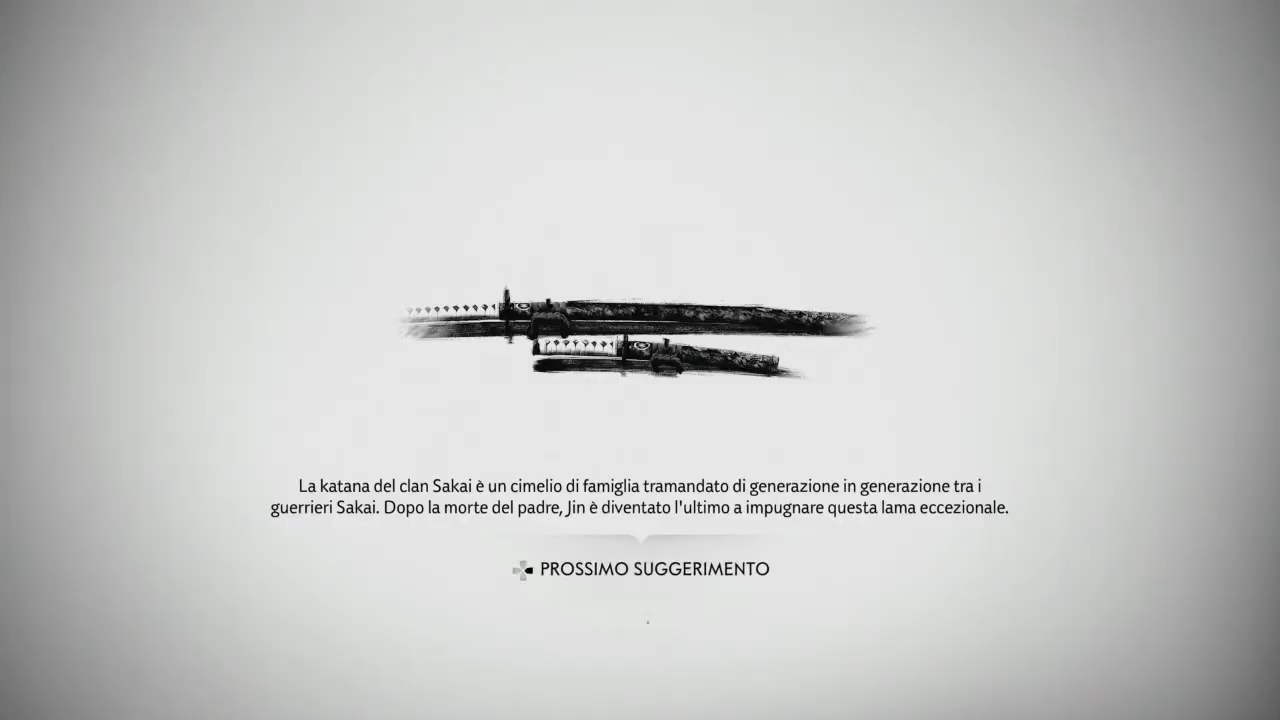 La katana del clan Sakai è un cimelio di famiglia tramandato di generazione in generazione tra i
guerrieri Sakai. Dopo la morte del padre, Jin è diventato l'ultimo a impugnare questa lama eccezionale.
PROSSIMO SUGGERIMENTO